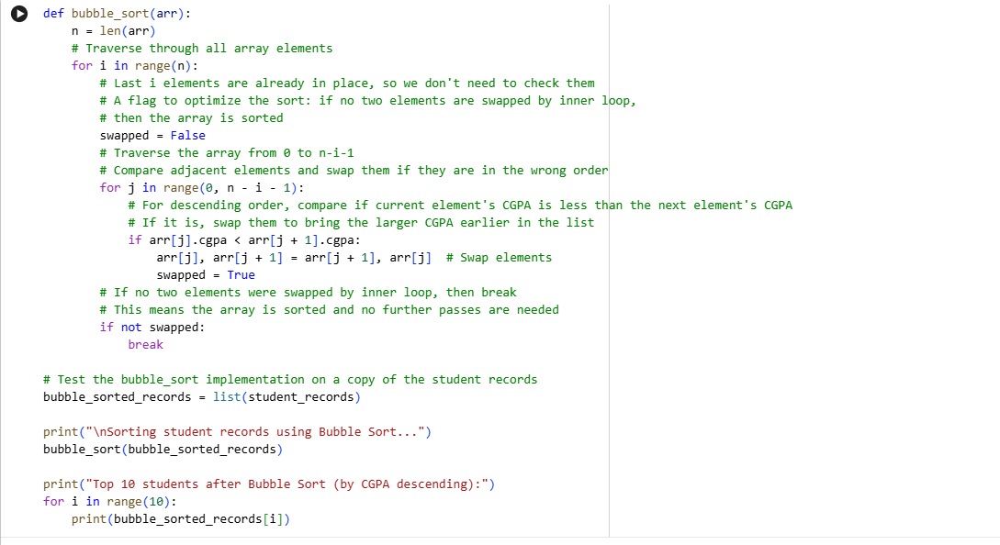 def bubble_sort(arr):
    n = len(arr)
    # Traverse through all array elements
    for i in range(n):
        # Last i elements are already in place, so we don't need to check them
        # A flag to optimize the sort: if no two elements are swapped by inner loop,
        # then the array is sorted
        swapped = False
        # Traverse the array from 0 to n-i-1
        # Compare adjacent elements and swap them if they are in the wrong order
        for j in range(0, n - i - 1):
            # For descending order, compare if current element's CGPA is less than the next element's CGPA
            # If it is, swap them to bring the larger CGPA earlier in the list
            if arr[j].cgpa < arr[j + 1].cgpa:
                arr[j], arr[j + 1] = arr[j + 1], arr[j]  # Swap elements
                swapped = True
        # If no two elements were swapped by inner loop, then break
        # This means the array is sorted and no further passes are needed
        if not swapped:
            break

# Test the bubble_sort implementation on a copy of the student records
bubble_sorted_records = list(student_records)

print("\nSorting student records using Bubble Sort...")
bubble_sort(bubble_sorted_records)

print("Top 10 students after Bubble Sort (by CGPA descending):")
for i in range(10):
    print(bubble_sorted_records[i])